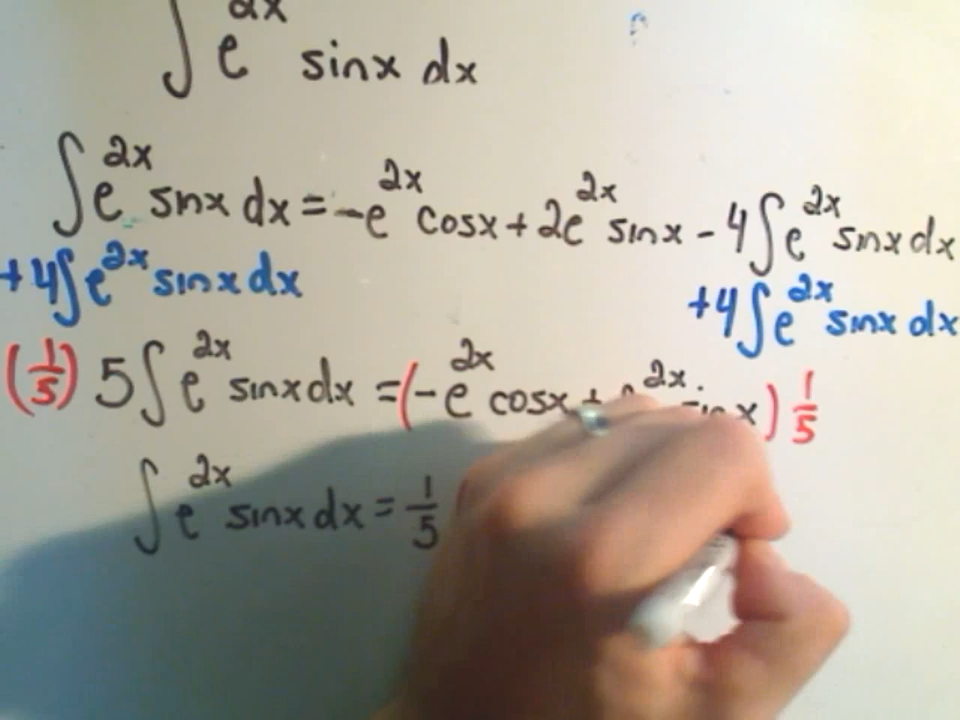 ∫ e^{2x} sinx dx
∫ e^{2x} sinx dx = -e^{2x} cosx + 2e^{2x} sinx - 4∫ e^{2x} sinx dx
+4∫ e^{2x} sinx dx +4∫ e^{2x} sinx dx
(1/5) 5∫ e^{2x} sinx dx = (-e^{2x} cosx + ^{2x} x) 1/5
∫ e^{2x} sinx dx = 1/5